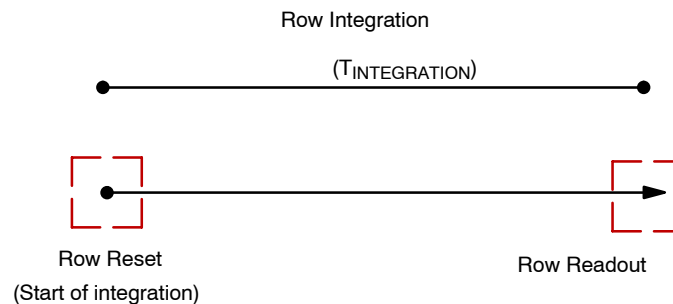 Row Integration
(TINTEGRATION)
Row Reset
(Start of integration)
Row Readout